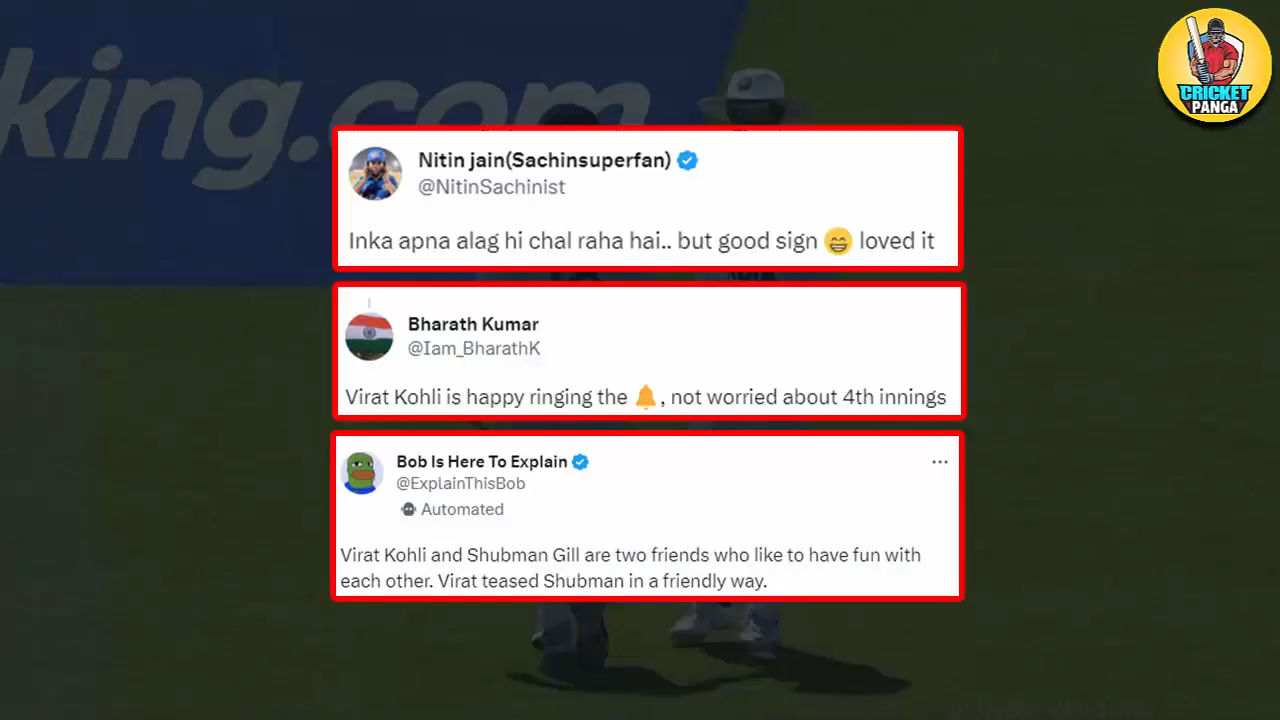 king.com
CRICKET
PANGA
Nitin jain(Sachinsuperfan)
@NitinSachinist
Inka apna alag hi chal raha hai.. but good sign 😁 loved it
Bharath Kumar
@Iam_BharathK
Virat Kohli is happy ringing the 🔔, not worried about 4th innings
Bob Is Here To Explain
@ExplainThisBob
Automated
Virat Kohli and Shubman Gill are two friends who like to have fun with
each other. Virat teased Shubman in a friendly way.